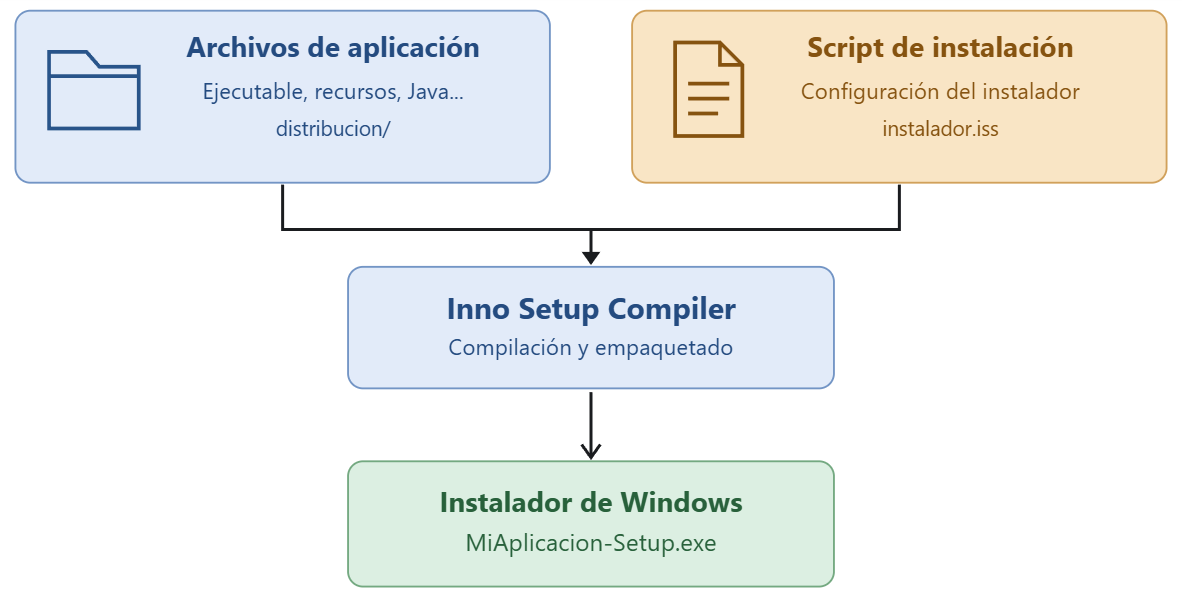 Archivos de aplicación
Ejecutable, recursos, Java...
distribucion/
Script de instalación
Configuración del instalador
instalador.iss
Inno Setup Compiler
Compilación y empaquetado
Instalador de Windows
MiAplicacion-Setup.exe